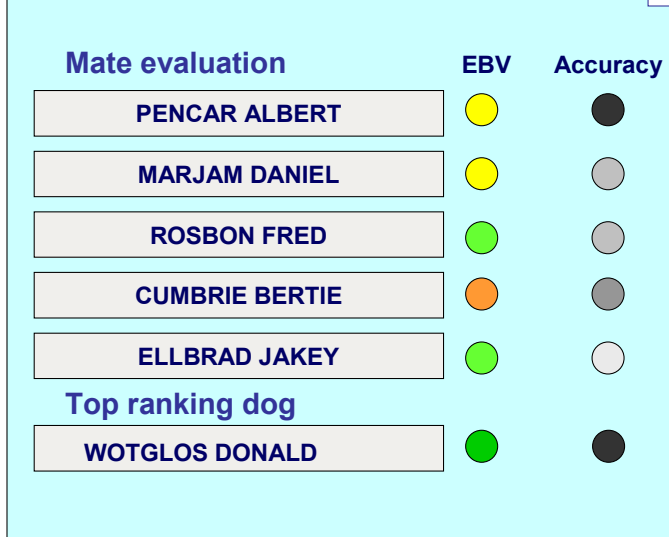 Mate evaluation EBV Accuracy
PENCAR ALBERT
MARJAM DANIEL
ROSBON FRED
CUMBRIE BERTIE
ELLBRAD JAKEY
Top ranking dog
WOTGLOS DONALD